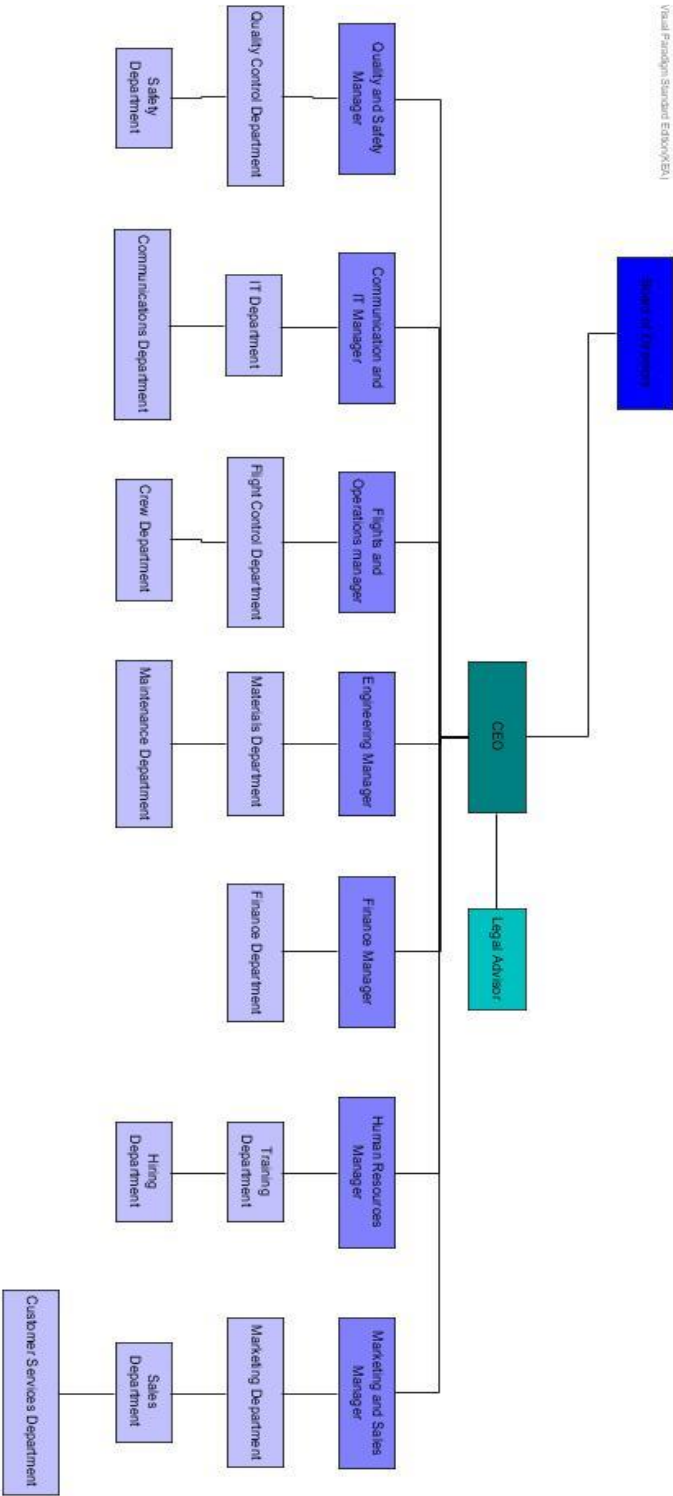 Visual Paradigm Standard Edition(KEA)
Board of Directors
CEO
Legal Advisor
Quality and Safety
Manager
Communication and
IT Manager
Flights and
Operations manager
Engineering Manager
Finance Manager
Human Resources
Manager
Marketing and Sales
Manager
Quality Control Department
IT Department
Flight Control Department
Materials Department
Finance Department
Training
Department
Marketing Department
Safety
Department
Communications Department
Crew Department
Maintenance Department
Hiring
Department
Sales
Department
Customer Services Department